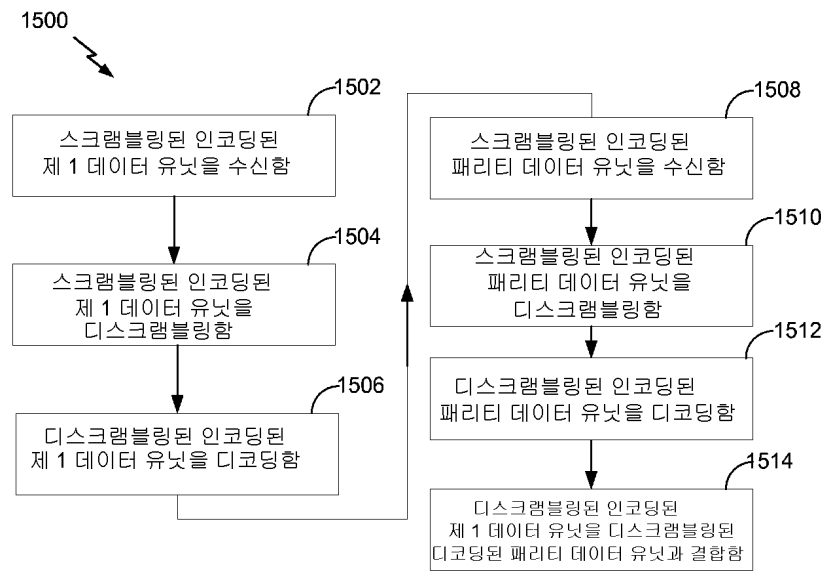 1500
1502
스크램블링된 인코딩된
제 1 데이터 유닛을 수신함
1504
스크램블링된 인코딩된
제 1 데이터 유닛을
디스크램블링함
1506
디스크램블링된 인코딩된
제 1 데이터 유닛을 디코딩함
1508
스크램블링된 인코딩된
패리티 데이터 유닛을 수신함
1510
스크램블링된 인코딩된
패리티 데이터 유닛을
디스크램블링함
1512
디스크램블링된 인코딩된
패리티 데이터 유닛을 디코딩함
1514
디스크램블링된 인코딩된
제 1 데이터 유닛을 디스크램블링된
디코딩된 패리티 데이터 유닛과 결합함